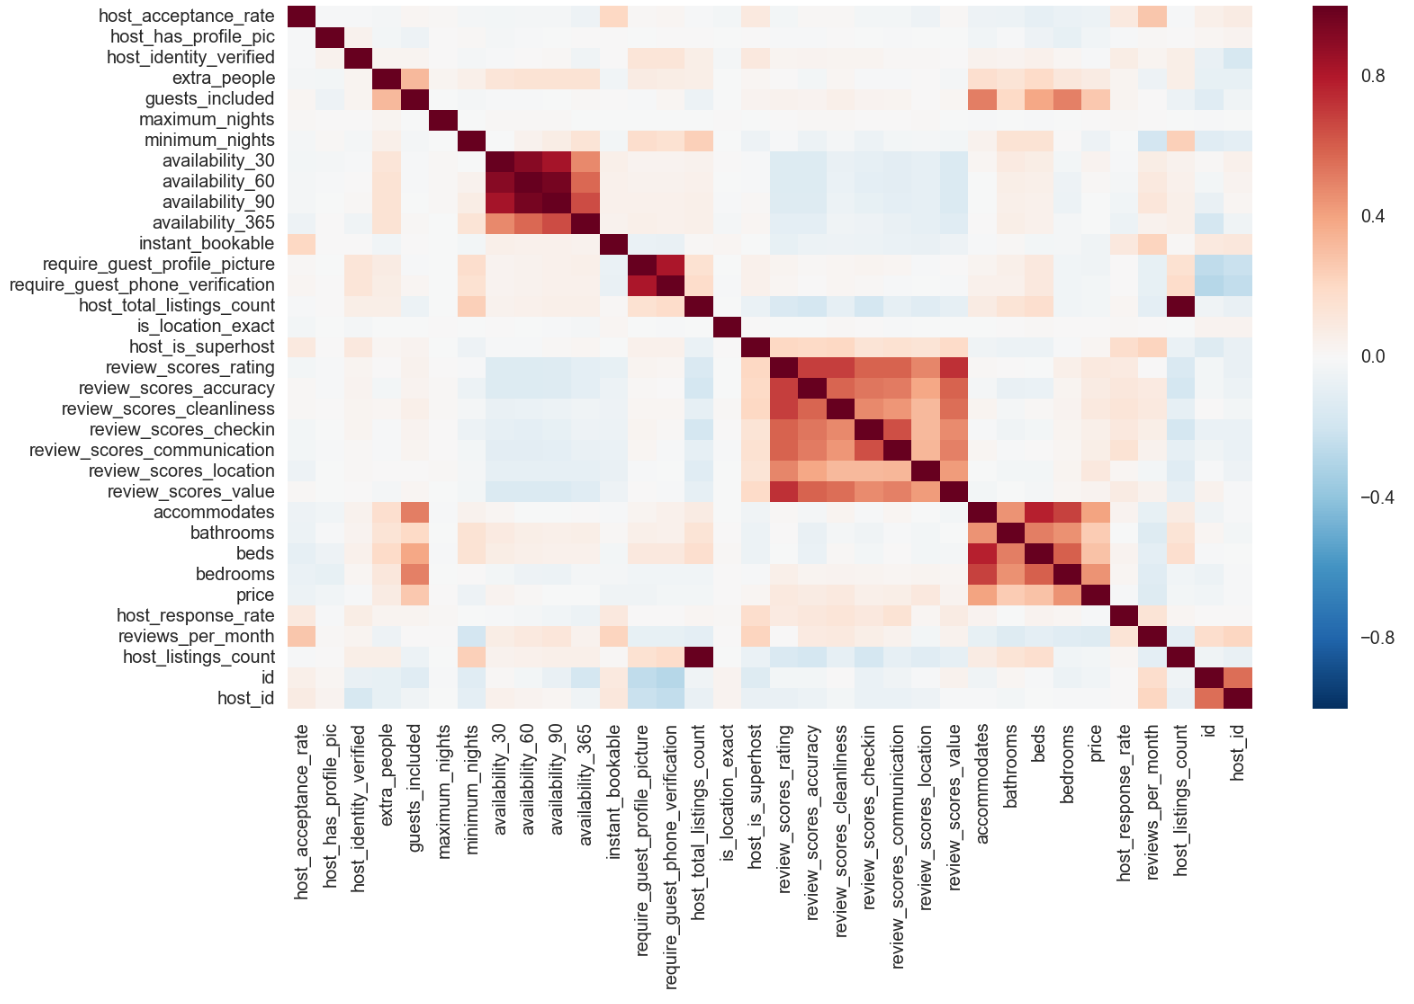 host_acceptance_rate
host_has_profile_pic
host_identity_verified
extra_people
guests_included
maximum_nights
minimum_nights
availability_30
availability_60
availability_90
availability_365
instant_bookable
require_guest_profile_picture
require_guest_phone_verification
host_total_listings_count
is_location_exact
host_is_superhost
review_scores_rating
review_scores_accuracy
review_scores_cleanliness
review_scores_checkin
review_scores_communication
review_scores_location
review_scores_value
accommodates
bathrooms
beds
bedrooms
price
host_response_rate
reviews_per_month
host_listings_count
id
host_id
host_acceptance_rate
host_has_profile_pic
host_identity_verified
extra_people
guests_included
maximum_nights
minimum_nights
availability_30
availability_60
availability_90
availability_365
instant_bookable
require_guest_profile_picture
require_guest_phone_verification
host_total_listings_count
is_location_exact
host_is_superhost
review_scores_rating
review_scores_accuracy
review_scores_cleanliness
review_scores_checkin
review_scores_communication
review_scores_location
review_scores_value
accommodates
bathrooms
beds
bedrooms
price
host_response_rate
reviews_per_month
host_listings_count
id
host_id
0.8
0.4
0.0
−0.4
−0.8